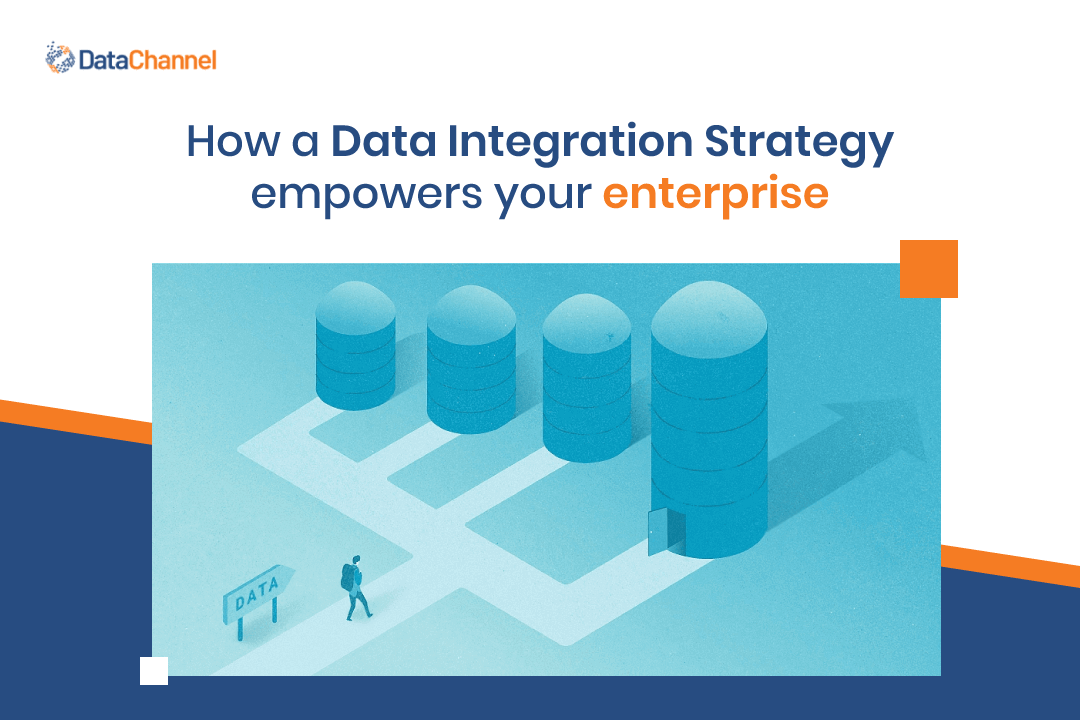 DataChannel
How a Data Integration Strategy
empowers your enterprise
DATA